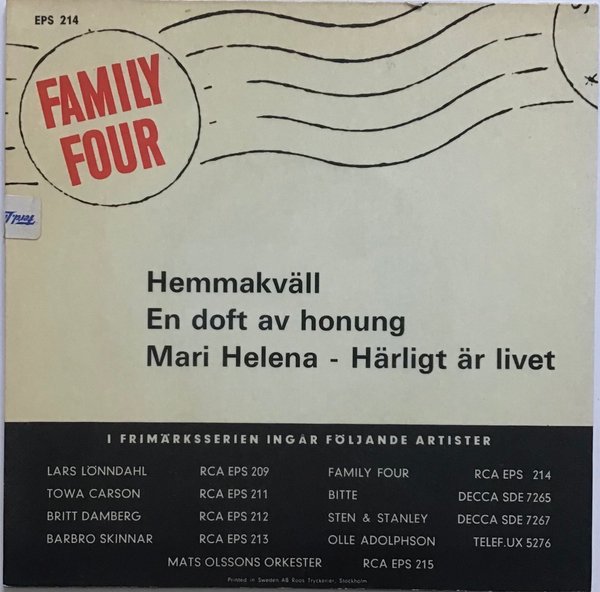 EPS 214
FAMILY
FOUR
Hemmakväll
En doft av honung
Mari Helena - Härligt är livet
I FRIMÄRKSSERIEN INGÅR FÖLJANDE ARTISTER
LARS LÖNNDAHL RCA EPS 209 FAMILY FOUR RCA EPS 214
TOWA CARSON RCA EPS 211 BITTE DECCA SDE 7265
BRITT DAMBERG RCA EPS 212 STEN & STANLEY DECCA SDE 7267
BARBRO SKINNAR RCA EPS 213 OLLE ADOLPHSON TELEF.UX 5276
MATS OLSSONS ORKESTER RCA EPS 215
Printed in Sweden AB Roos Tryckerier, Stockholm